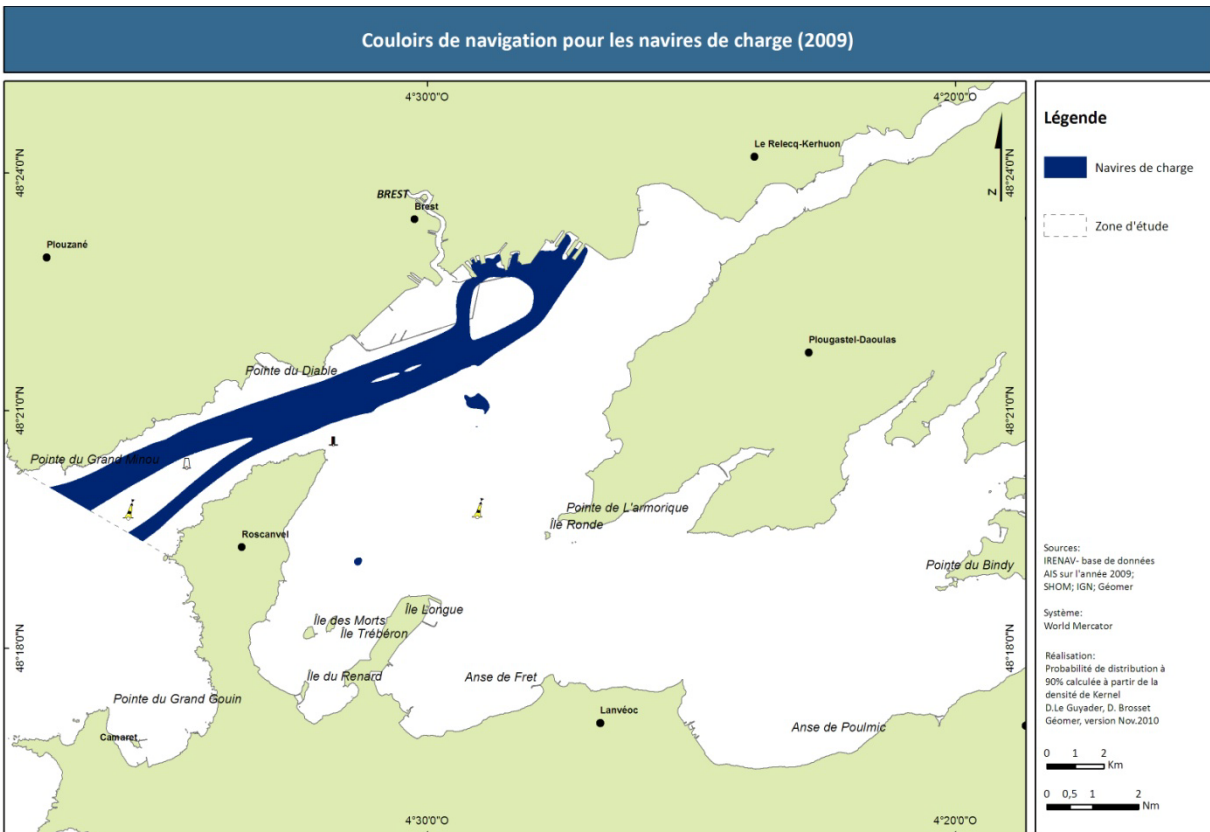 Couloirs de navigation pour les navires de charge (2009)
4°30'0"O
4°20'0"O
48°24'0"N
48°24'0"N
Le Relecq-Kerhuon
BREST
Brest
Plouzané
Plougastel-Daoulas
Pointe du Diable
48°21'0"N
48°21'0"N
Pointe du Grand Minou
Pointe de L'armorique
Île Ronde
Roscanvel
Pointe du Bindy
Île Longue
Île des Morts
Île Trébéron
48°18'0"N
48°18'0"N
Île du Renard
Anse de Fret
Pointe du Grand Gouin
Lanvéoc
Anse de Poulmic
Camaret
4°30'0"O
4°20'0"O
Légende
N
Navires de charge
Zone d'étude
Sources:
IRENAV- base de données
AIS sur l'année 2009;
SHOM; IGN; Géomer
Système:
World Mercator
Réalisation:
Probabilité de distribution à
90% calculée à partir de la
densité de Kernel
D.Le Guyader, D. Brosset
Géomer, version Nov.2010
0 1 2
Km
0 0,5 1 2
Nm